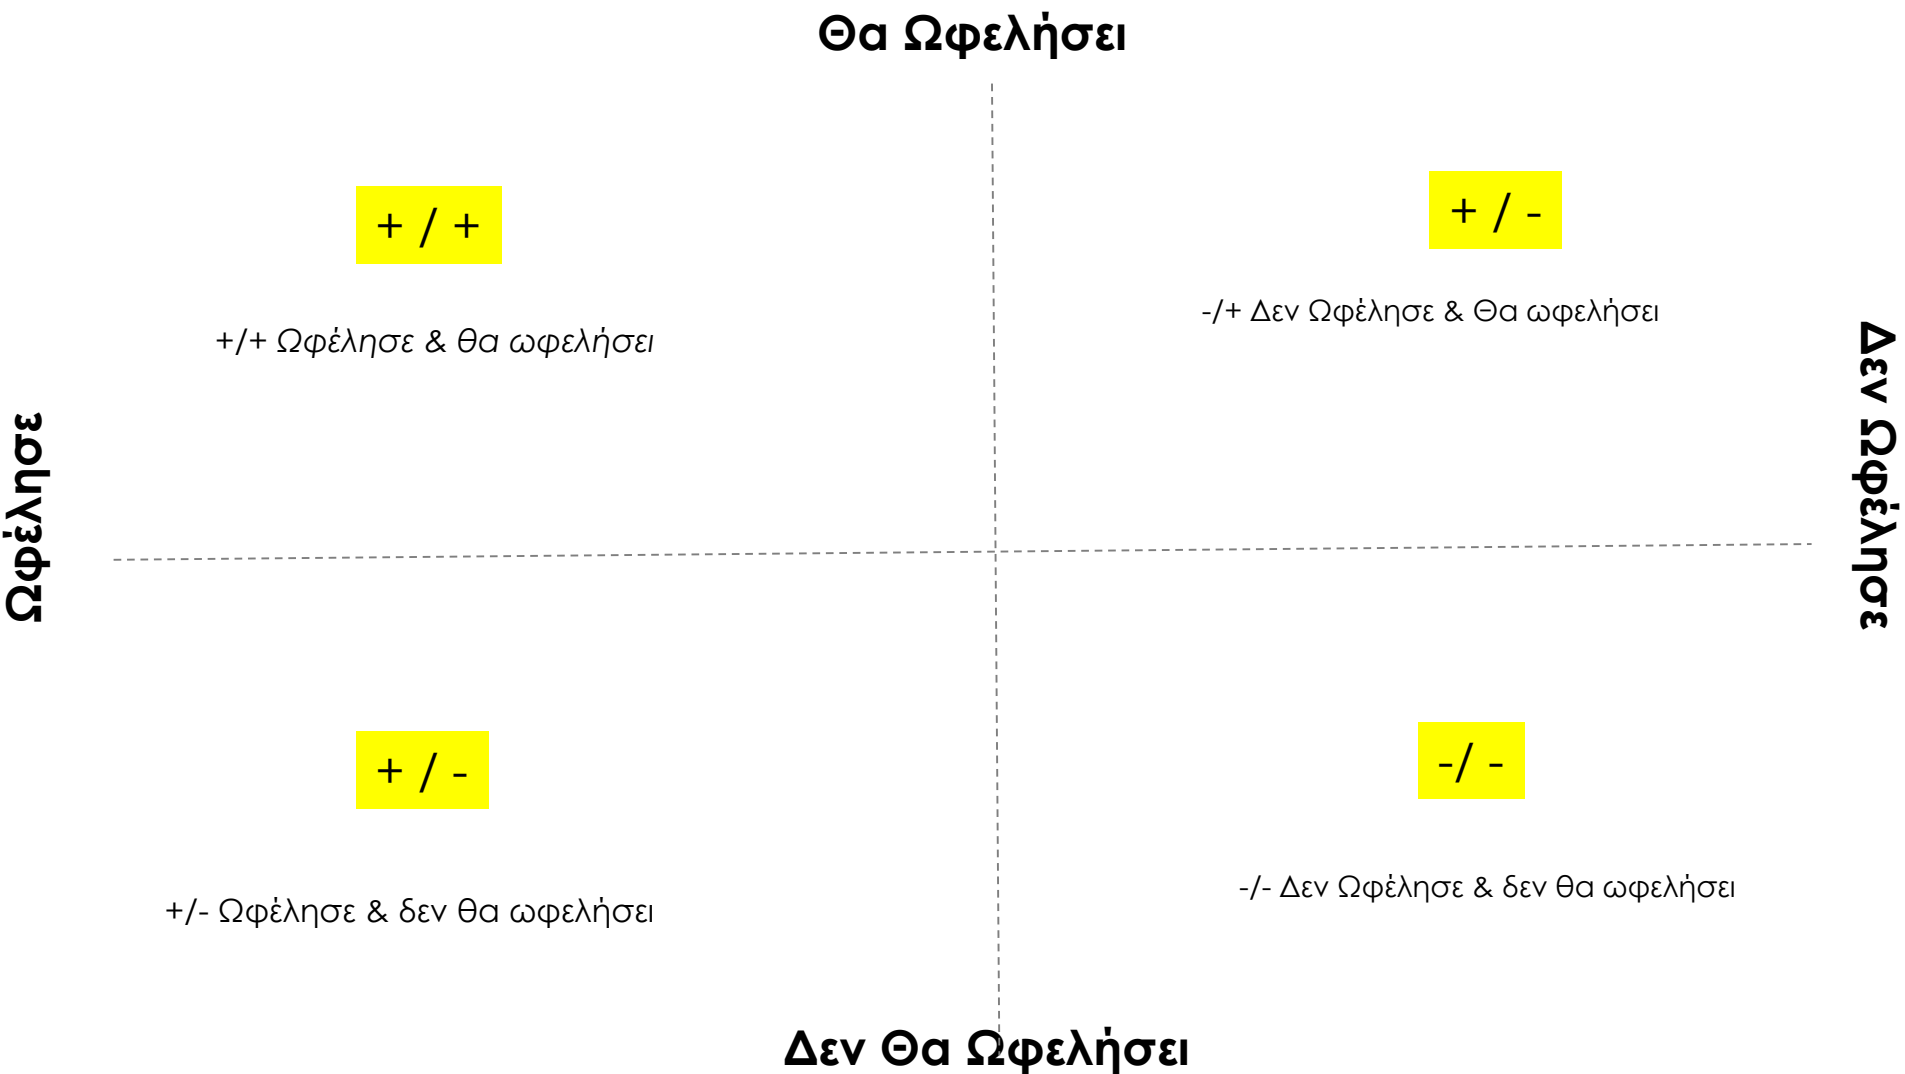 Θα Ωφελήσει
+ / +
+ / -
+/+ Ωφέλησε & θα ωφελήσει
-/+ Δεν Ωφέλησε & Θα ωφελήσει
Ωφέλησε
Δεν Ωφέλησε
+ / -
-/ -
+/- Ωφέλησε & δεν θα ωφελήσει
-/- Δεν Ωφέλησε & δεν θα ωφελήσει
Δεν Θα Ωφελήσει